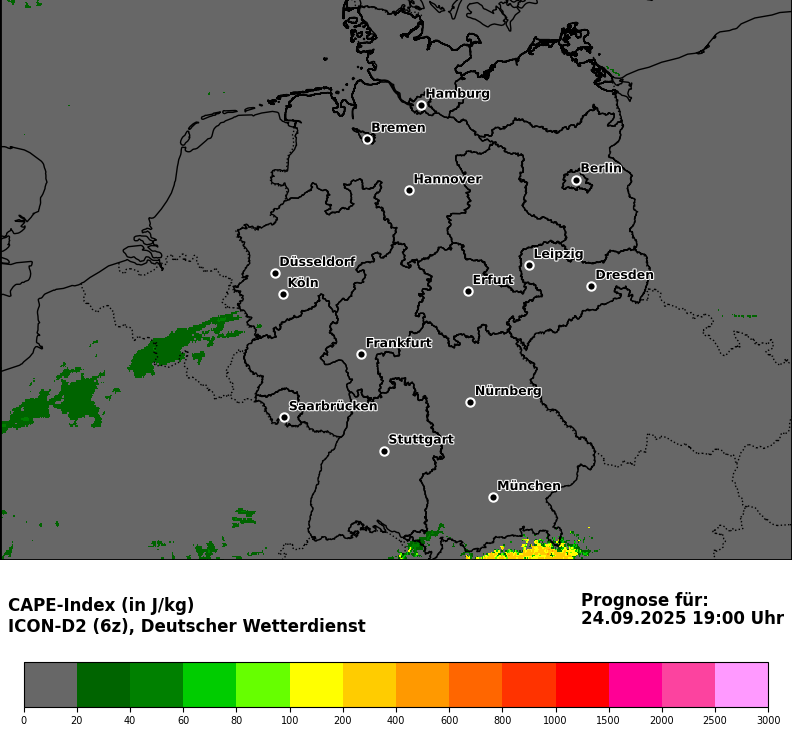 Hamburg
Bremen
Berlin
Hannover
Leipzig
Düsseldorf
Dresden
Erfurt
Köln
Frankfurt
Nürnberg
Saarbrücken
Stuttgart
München
CAPE-Index (in J/kg)
ICON-D2 (6z), Deutscher Wetterdienst
Prognose für:
24.09.2025 19:00 Uhr
0 20 40 60 80 100 200 400 600 800 1000 1500 2000 2500 3000